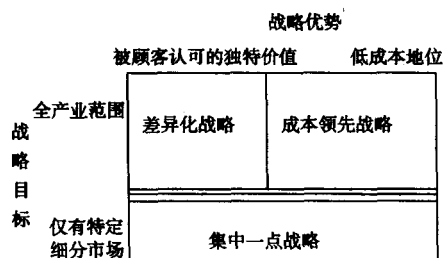 战略优势
被顾客认可的独特价值 低成本地位
全产业范围
差异化战略 成本领先战略
战略目标
仅有特定
细分市场
集中一点战略